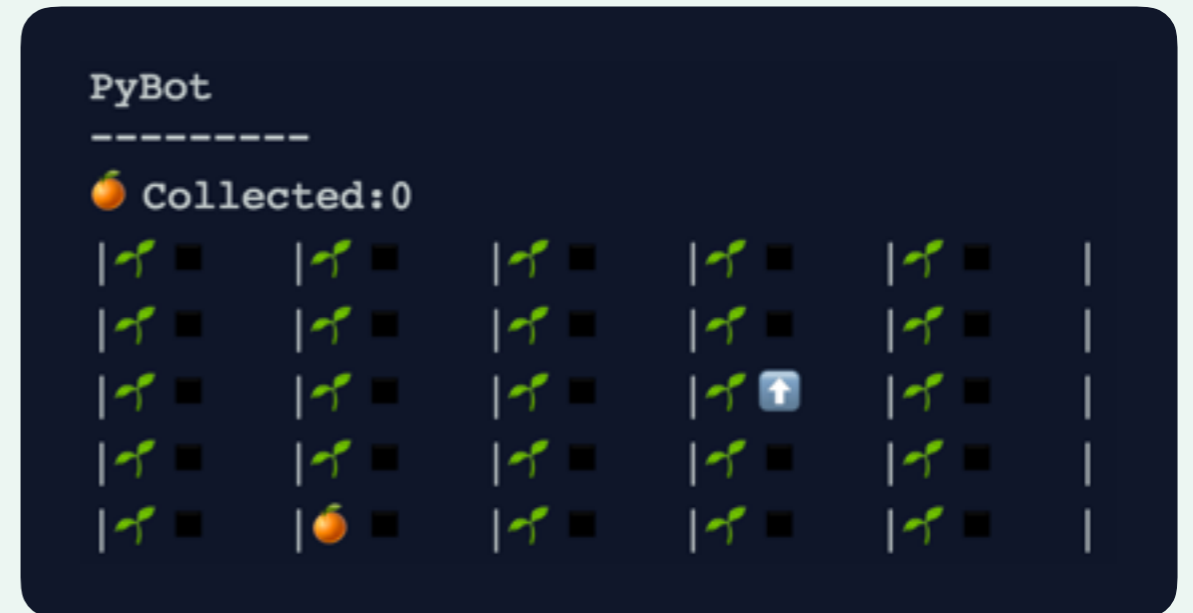 PyBot
---------
🍊 Collected:0
|🌱 ◾ |🌱 ◾ |🌱 ◾ |🌱 ◾ |🌱 ◾ |
|🌱 ◾ |🌱 ◾ |🌱 ◾ |🌱 ◾ |🌱 ◾ |
|🌱 ◾ |🌱 ◾ |🌱 ◾ |🌱 ⬆️ |🌱 ◾ |
|🌱 ◾ |🌱 ◾ |🌱 ◾ |🌱 ◾ |🌱 ◾ |
|🌱 ◾ |🍊 ◾ |🌱 ◾ |🌱 ◾ |🌱 ◾ |